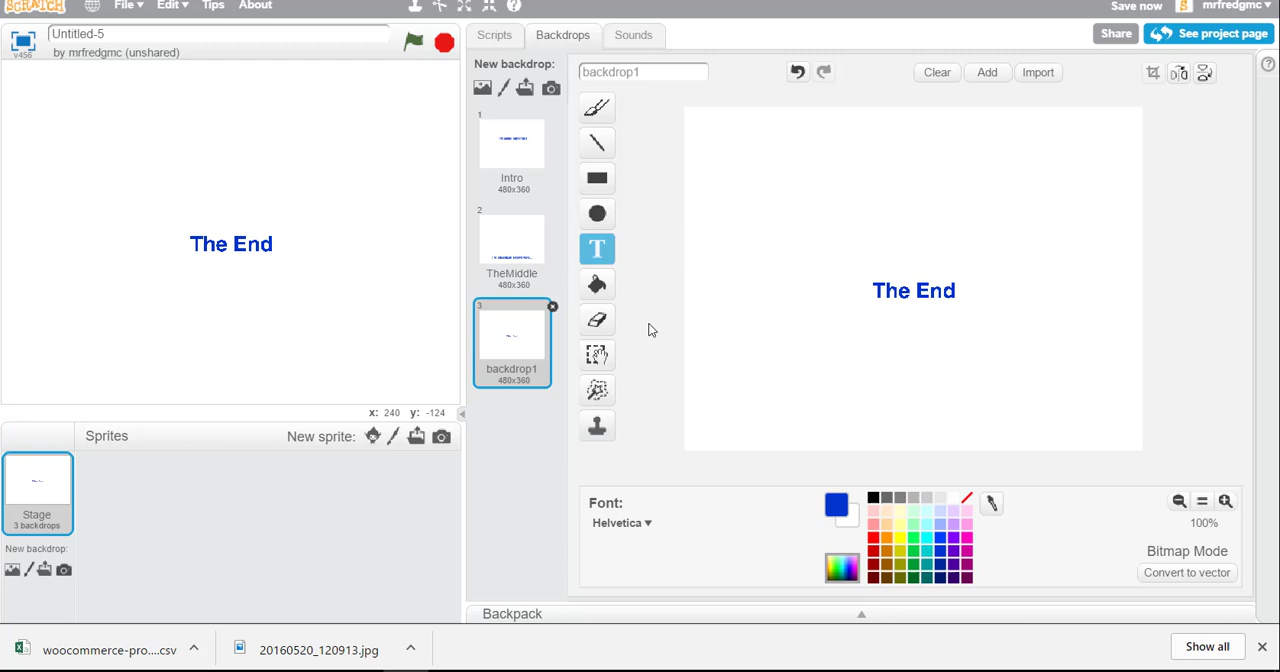 SCRATCH File▼ Edit▼ Tips About Save now S mrfredgmc▼
Untitled-5
by mrfredgmc (unshared)
v456
Scripts Backdrops Sounds
Share See project page
New backdrop:
backdrop1
Clear Add Import
1
Intro
480x360
2
TheMiddle
480x360
3
backdrop1
480x360
The End
The End
T
x: 240 y: -124
Sprites New sprite:
Stage
3 backdrops
New backdrop:
Font:
Helvetica▼
100%
Bitmap Mode
Convert to vector
Backpack
woocommerce-pro....csv
20160520_120913.jpg
Show all